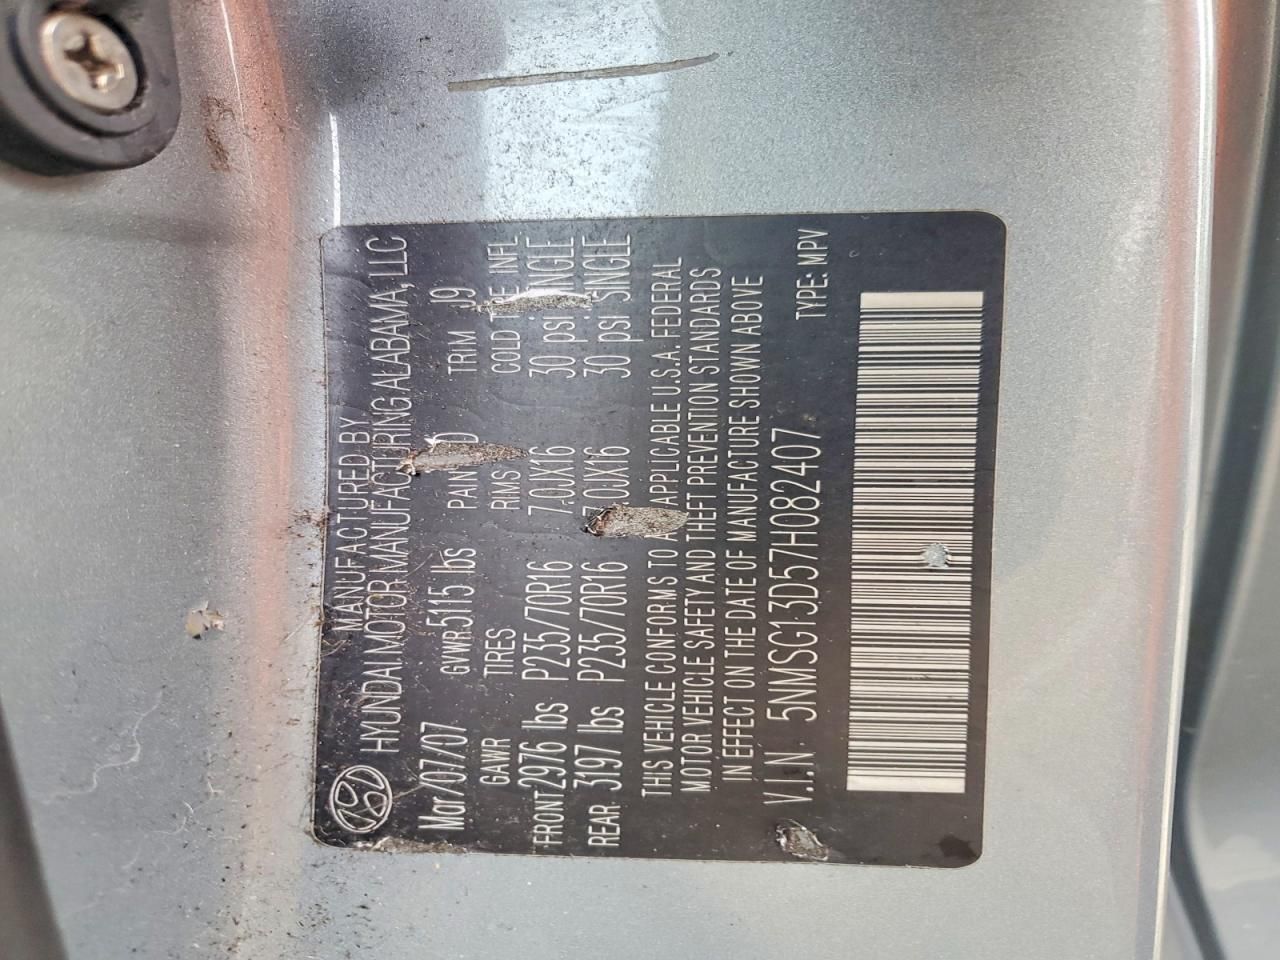 MANUFACTURED BY
HYUNDAI MOTOR MANUFACTURING ALABAMA, LLC
Mar/07/07 GVWR 5115 lbs TRIM J9
GAWR TIRES RIMS COLD INFL
FRONT 2976 lbs P235/70R16 7.0JX16 30 psi SINGLE
REAR 3197 lbs P235/70R16 7.0JX16 30 psi SINGLE
THIS VEHICLE CONFORMS TO APPLICABLE U.S.A. FEDERAL
MOTOR VEHICLE SAFETY AND THEFT PREVENTION STANDARDS
IN EFFECT ON THE DATE OF MANUFACTURE SHOWN ABOVE
V.I.N 5NMSG13D57H082407 TYPE: MPV